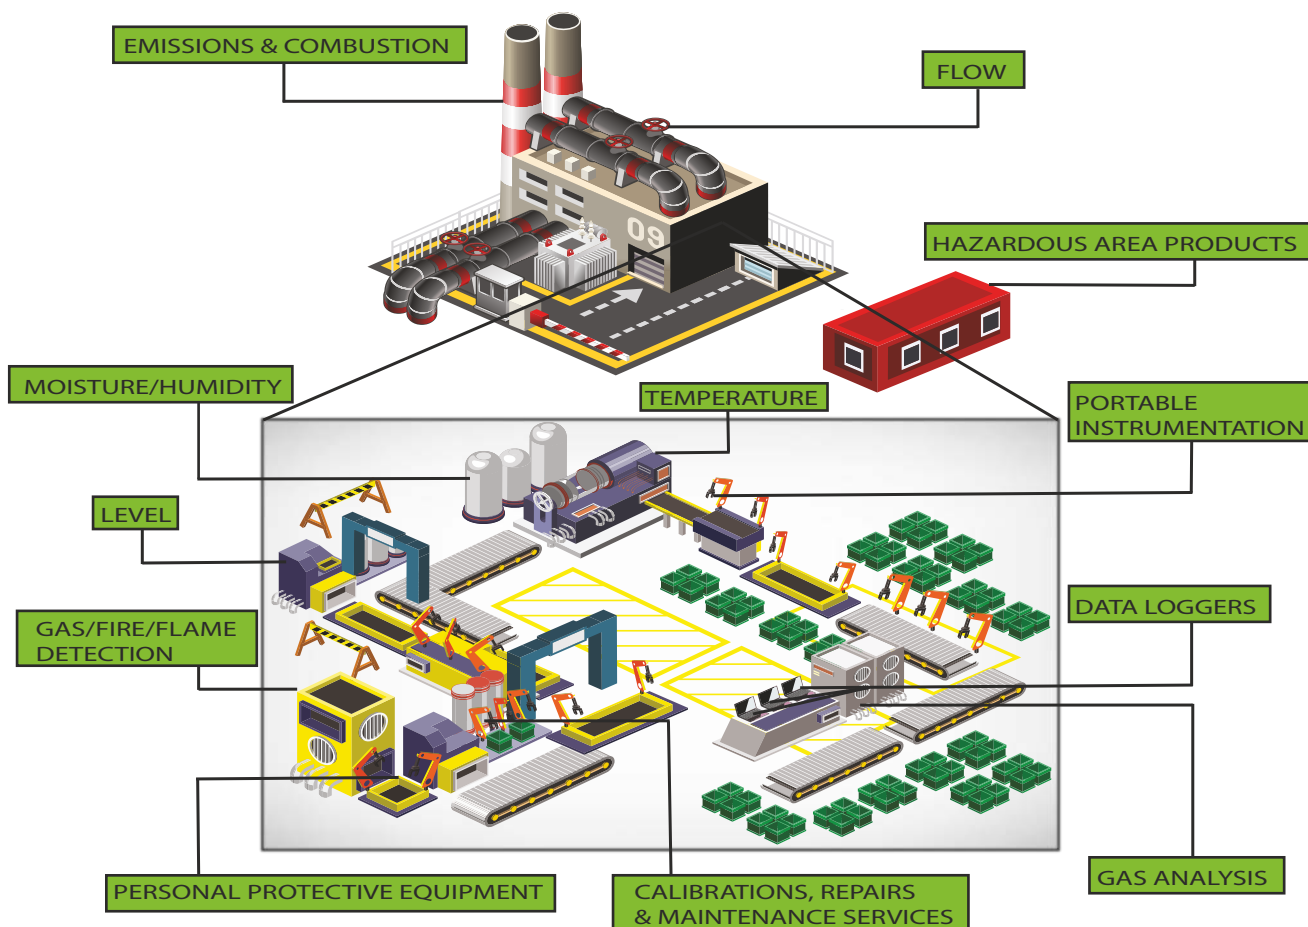 EMISSIONS & COMBUSTION
FLOW
09
HAZARDOUS AREA PRODUCTS
MOISTURE/HUMIDITY
TEMPERATURE
PORTABLE
INSTRUMENTATION
LEVEL
GAS/FIRE/FLAME
DETECTION
DATA LOGGERS
PERSONAL PROTECTIVE EQUIPMENT
CALIBRATIONS, REPAIRS
& MAINTENANCE SERVICES
GAS ANALYSIS